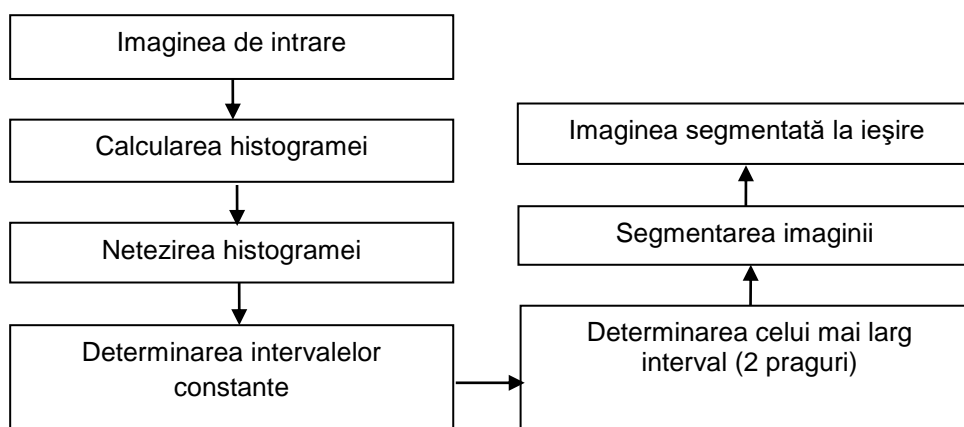 Imaginea de intrare
Calcularea histogramei
Netezirea histogramei
Determinarea intervalelor
constante
Determinarea celui mai larg
interval (2 praguri)
Segmentarea imaginii
Imaginea segmentată la ieşire